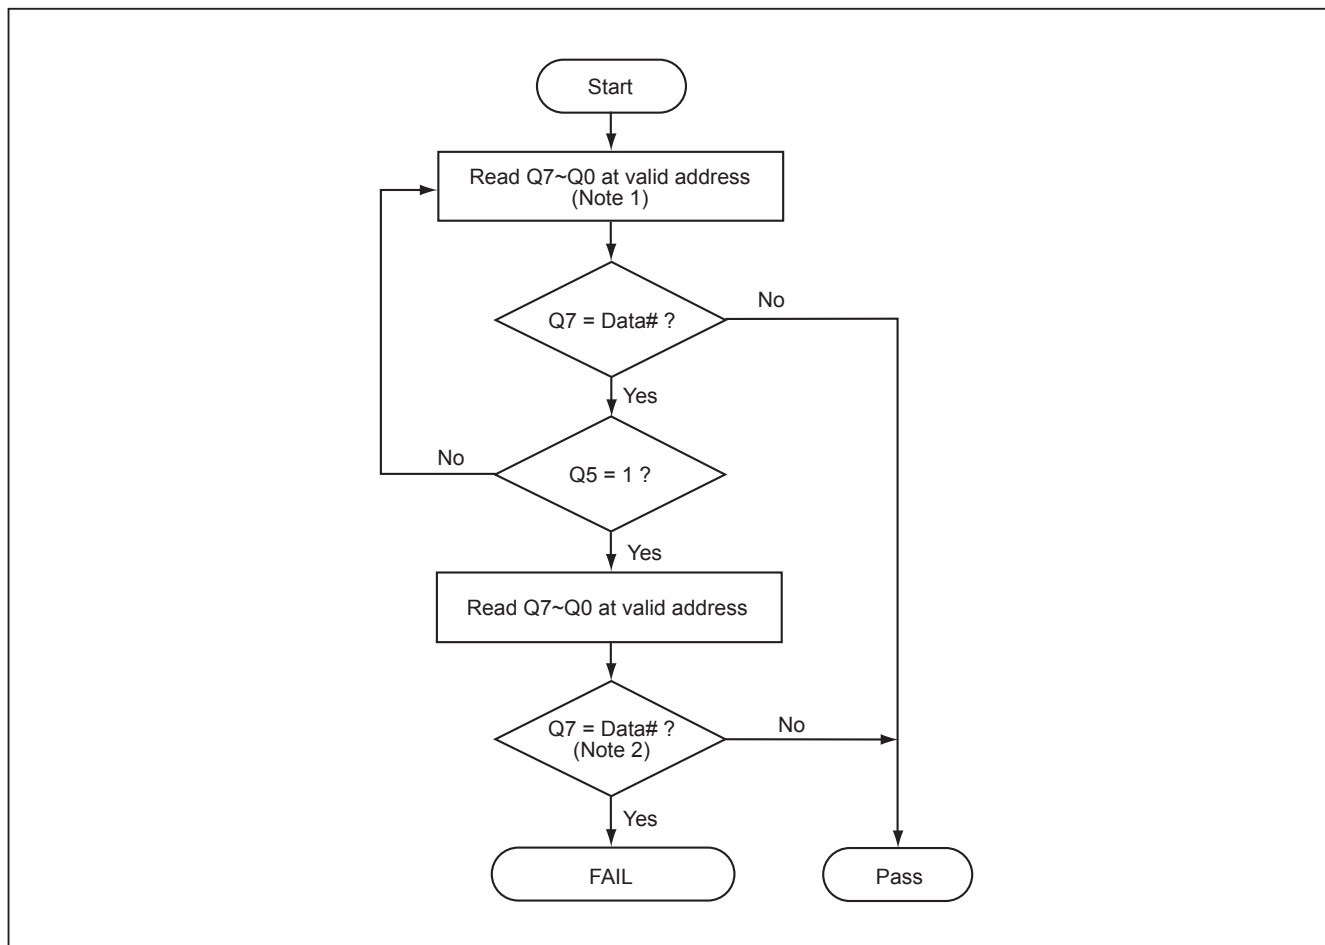 Start
Read Q7~Q0 at valid address
(Note 1)
No
Q7 = Data# ?
Yes
No
Q5 = 1 ?
Yes
Read Q7~Q0 at valid address
Q7 = Data# ?
(Note 2)
No
Yes
FAIL
Pass